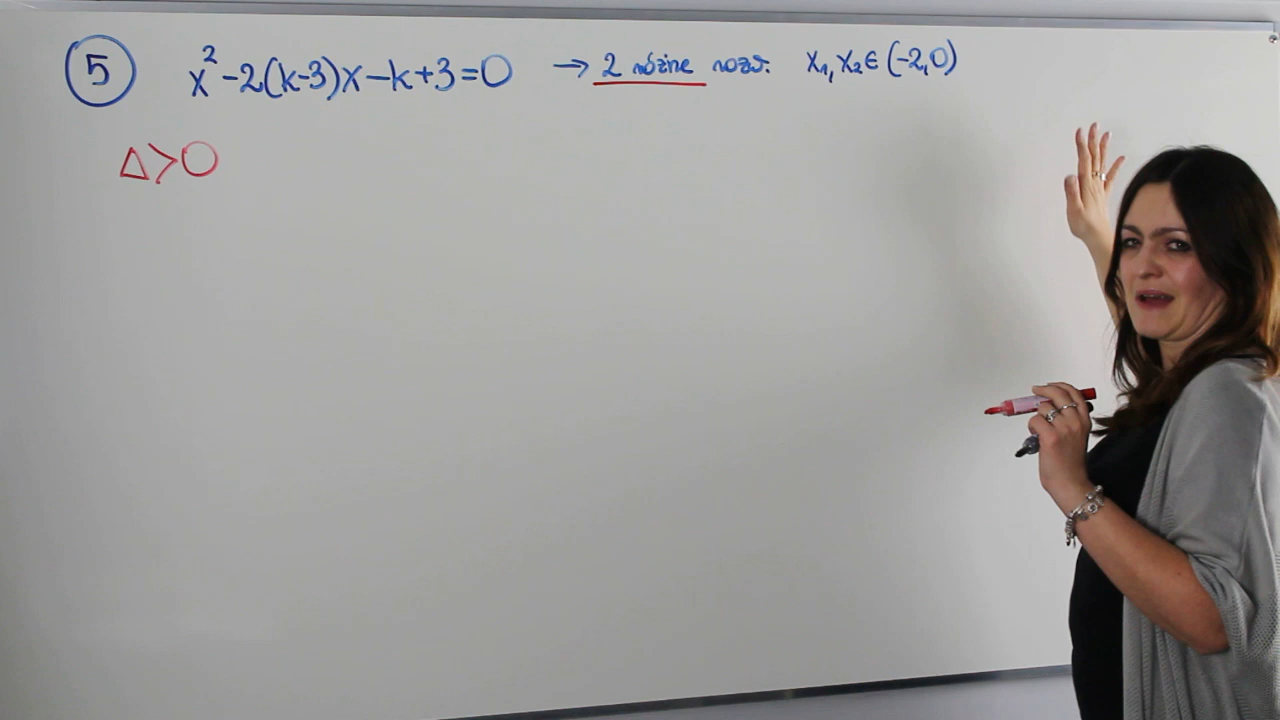 5 x²-2(k-3)x-k+3=0 → 2 różne rozw. x₁, x₂ ∈ (-2,0)
Δ>0